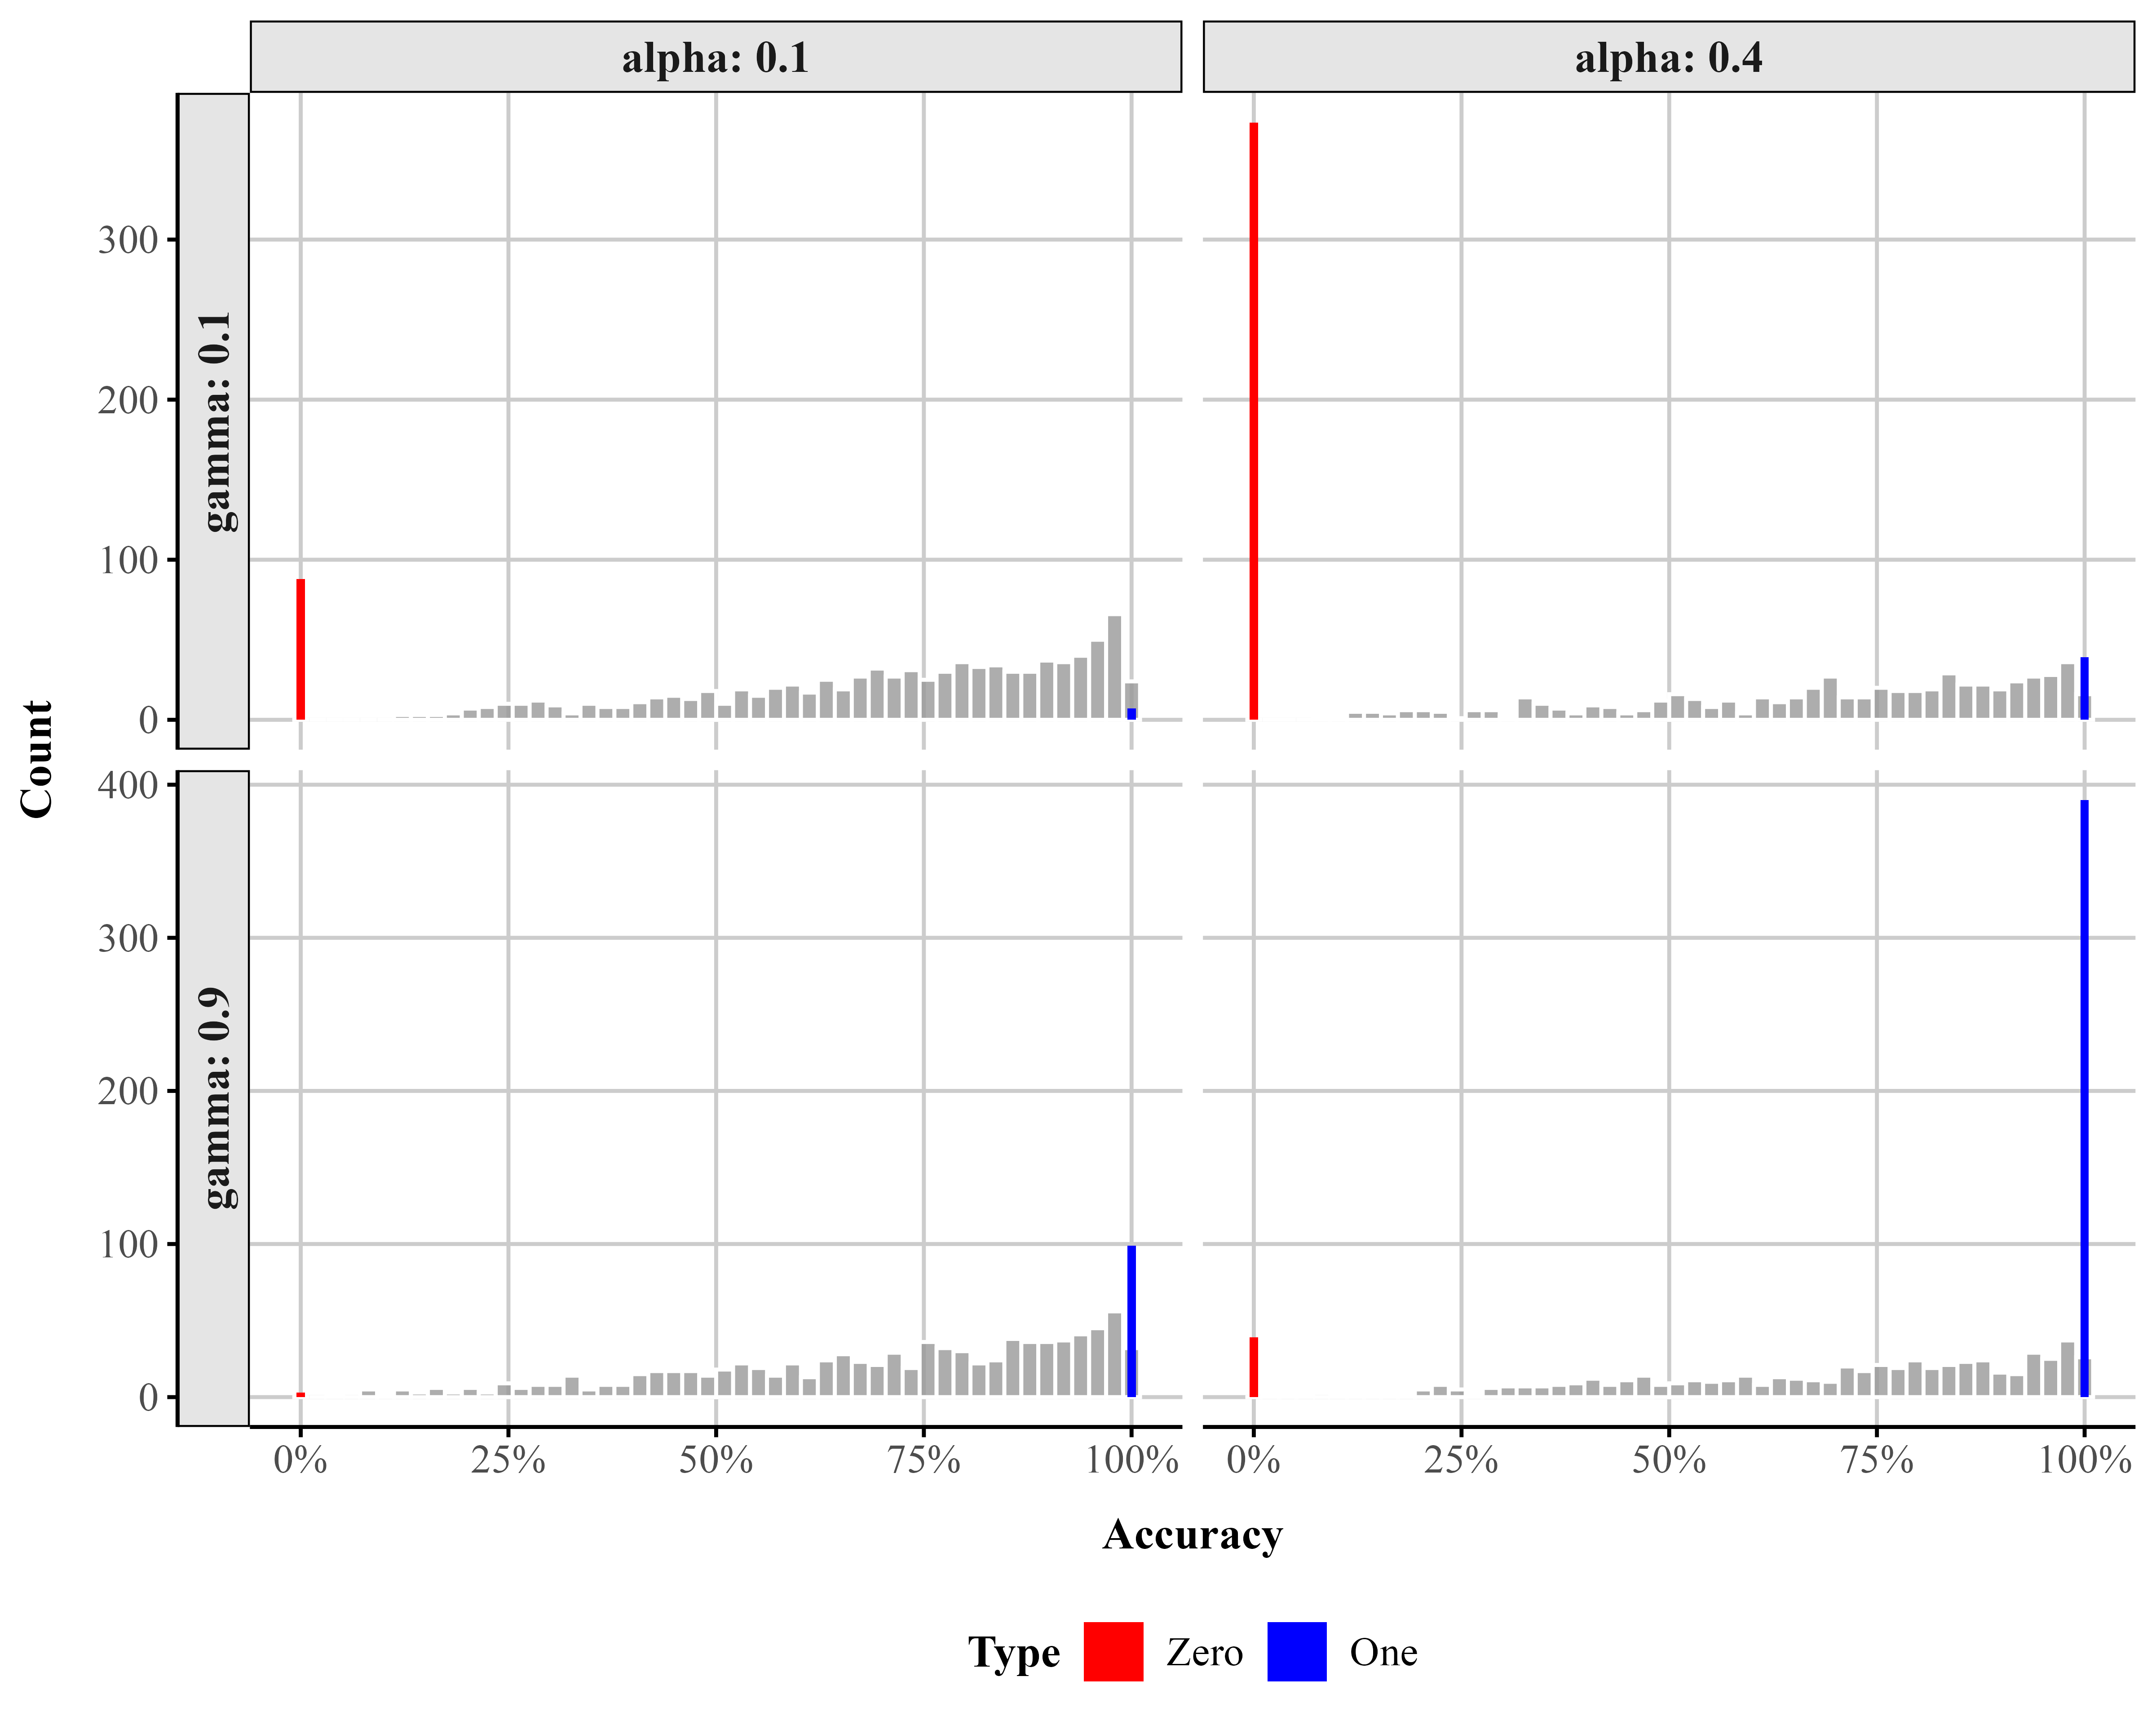 alpha: 0.1
alpha: 0.4
gamma: 0.1
300
200
100
0
Count
gamma: 0.9
400
300
200
100
0
0% 25% 50% 75% 100%
0% 25% 50% 75% 100%
Accuracy
Type Zero One